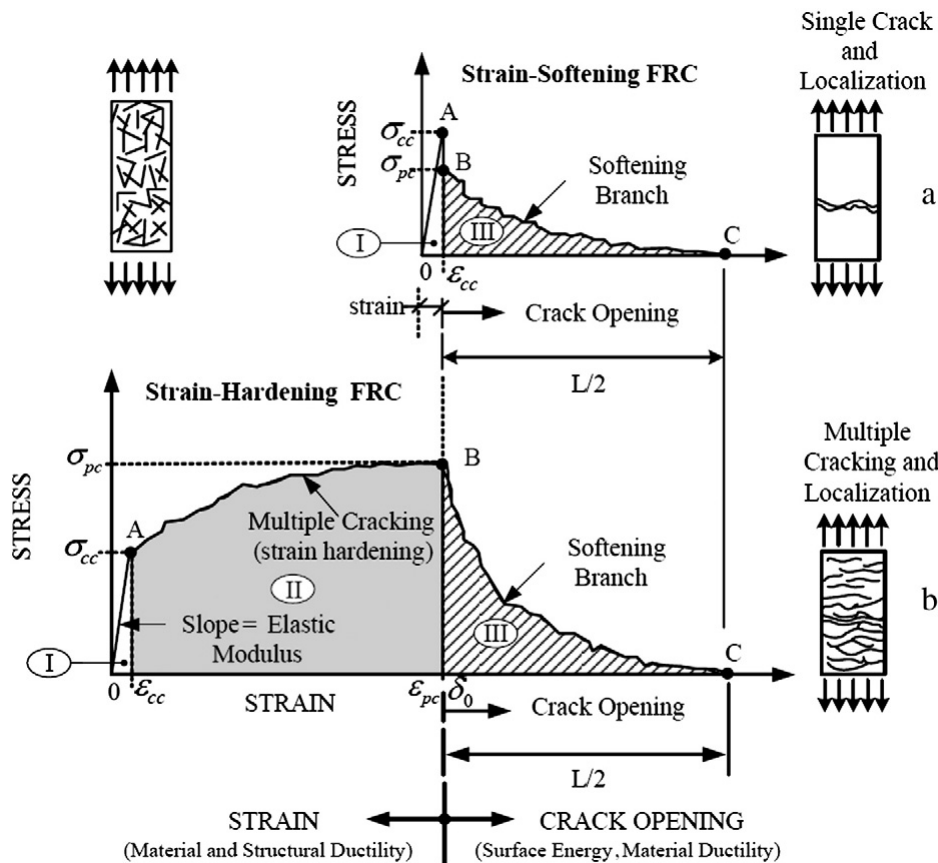 Single Crack
and
Localization
Strain-Softening FRC
STRESS
σcc
A
σpc
B
Softening
Branch
a
I
III
C
0
εcc
strain
Crack Opening
L/2
Strain-Hardening FRC
STRESS
σpc
B
Multiple
Cracking and
Localization
A
Multiple Cracking
(strain hardening)
σcc
Softening
Branch
II
b
Slope= Elastic
Modulus
III
I
C
0
εcc
STRAIN
εpc
δ0
Crack Opening
L/2
STRAIN
CRACK OPENING
(Material and Structural Ductility)
(Surface Energy, Material Ductility)